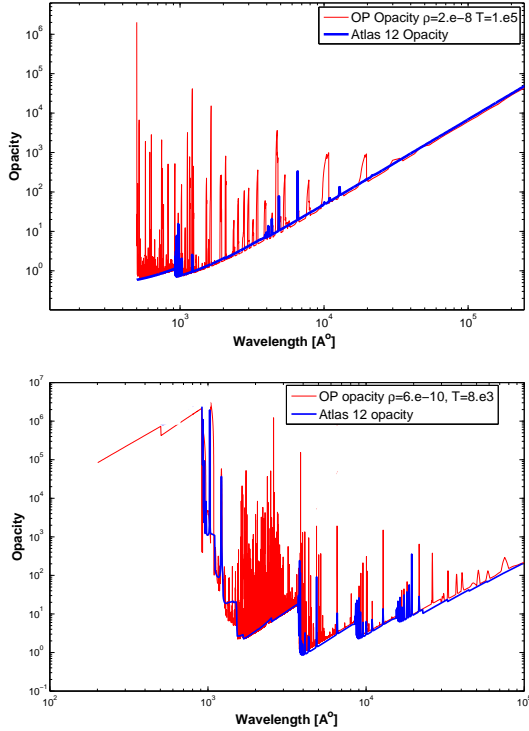 10^6
10^5
10^4
10^3
10^2
10^1
10^0
Opacity
OP Opacity ρ=2.e−8 T=1.e5
Atlas 12 Opacity
10^3
10^4
10^5
Wavelength [A^o]
10^7
10^6
10^5
10^4
10^3
10^2
10^1
10^0
10^−1
Opacity
OP opacity ρ=6.e−10, T=8.e3
Atlas 12 opacity
10^2
10^3
10^4
10^5
Wavelength [A^o]